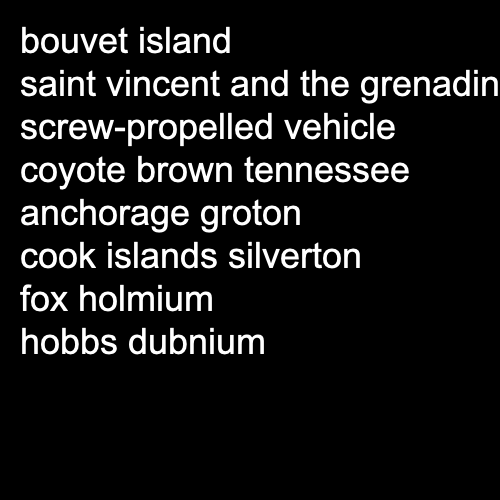 bouvet island
saint vincent and the grenadin
screw-propelled vehicle
coyote brown tennessee
anchorage groton
cook islands silverton
fox holmium
hobbs dubnium